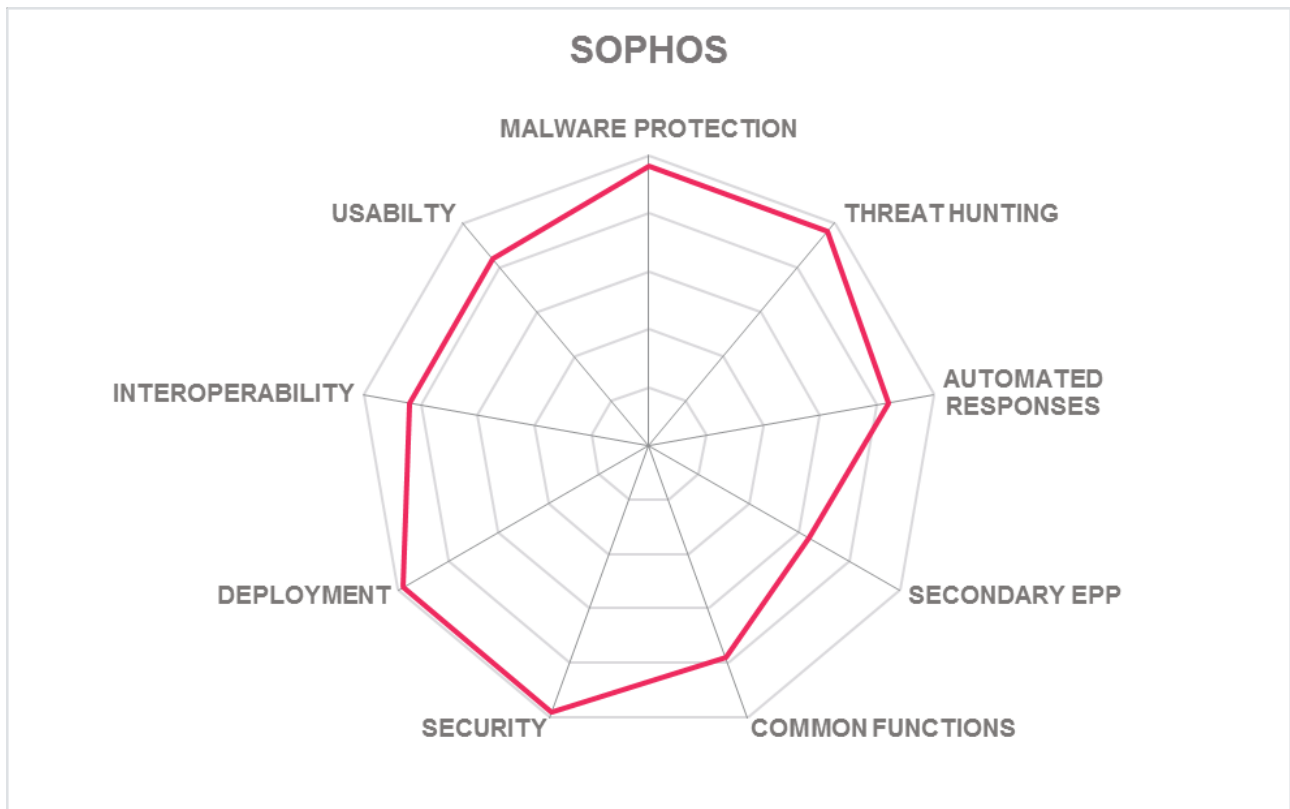 SOPHOS
MALWARE PROTECTION
USABILTY
THREAT HUNTING
INTEROPERABILITY
AUTOMATED
RESPONSES
DEPLOYMENT
SECONDARY EPP
SECURITY
COMMON FUNCTIONS